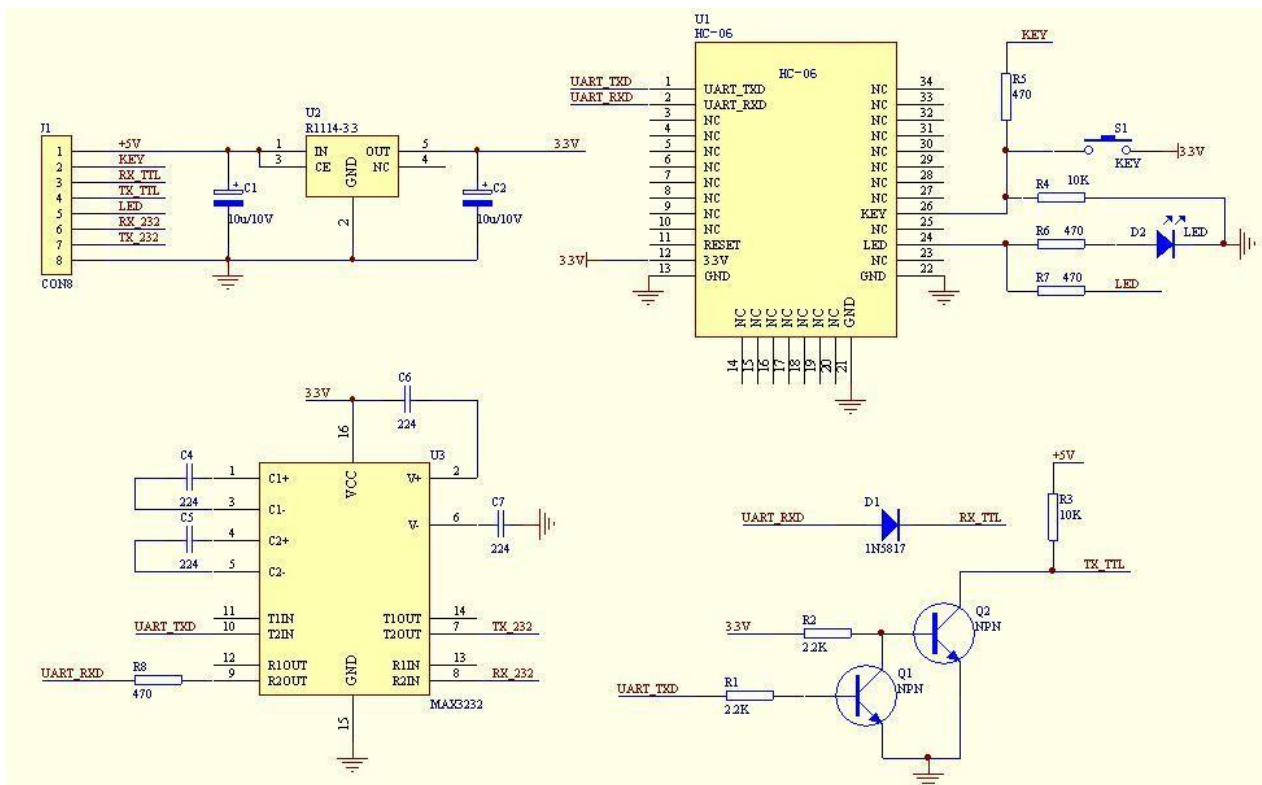 J1
1 +5V
2 KEY
3 RX_TTL
4 TX_TTL
5 LED
6 RX_232
7 TX_232
8
CON8
U2
R1114-33
1 IN OUT 5 3.3V
3 CE NC 4
GND
2
C1
10u/10V
C2
10u/10V
U1
HC-06
HC-06
UART_TXD 1 UART_TXD NC 34
UART_RXD 2 UART_RXD NC 33
3 NC NC 32
4 NC NC 31
5 NC NC 30
6 NC NC 29
7 NC NC 28
8 NC NC 27
9 NC KEY 26
10 NC NC 25
11 RESET LED 24
3.3V 12 3.3V NC 23
13 GND GND 22
NC NC NC NC NC NC NC GND
14 15 16 17 18 19 20 21
KEY
R5
470
S1
KEY
3.3V
R4 10K
R6 470
D2 LED
R7 470 LED
3.3V
C6
224
16
U3
C4
224
1 C1+ VCC V+ 2
3 C1-
C5
224
4 C2+ V- 6
C7
224
5 C2-
11 T1IN T1OUT 14
UART_TXD 10 T2IN T2OUT 7 TX_232
12 R1OUT R1IN 13
UART_RXD R8 470 9 R2OUT R2IN 8 RX_232
GND
MAX3232
15
UART_RXD D1 RX_TTL
1N5817
+5V
R3
10K
TX_TTL
Q2
NPN
3.3V R2
2.2K
Q1
NPN
UART_TXD R1
2.2K